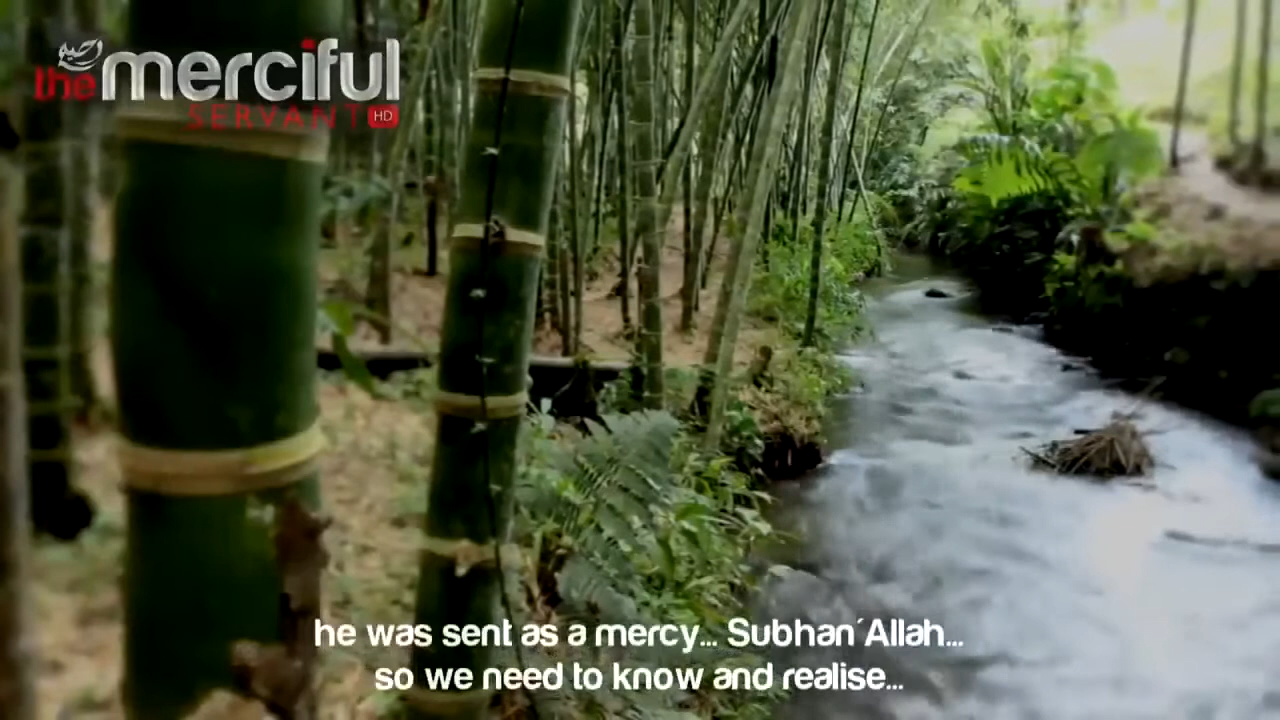 the merciful
SERVANT HD
he was sent as a mercy... Subhan´Allah...
so we need to know and realise...